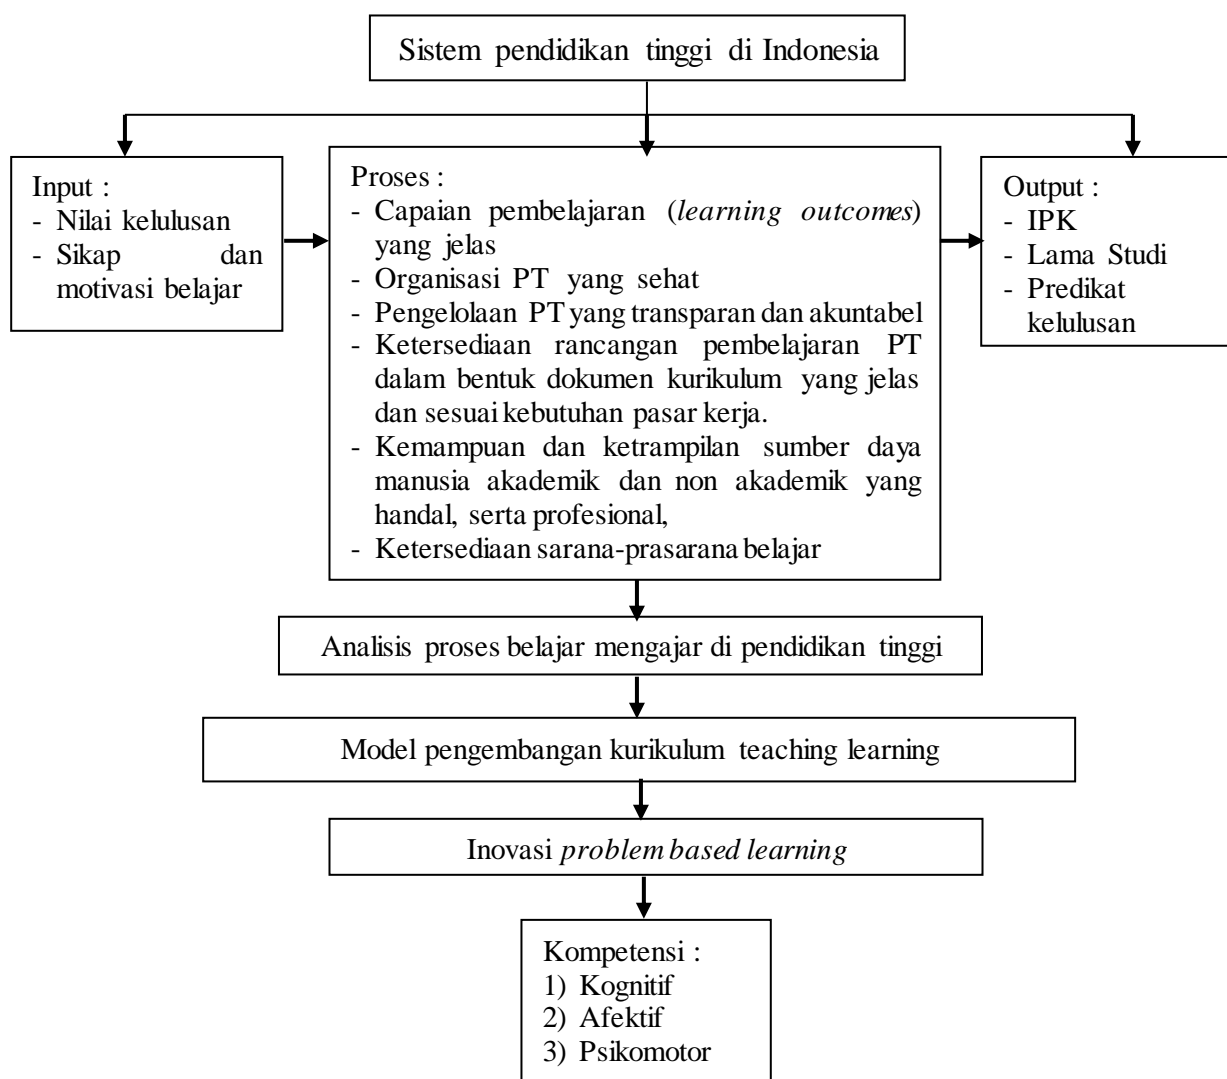 Sistem pendidikan tinggi di Indonesia
Input :
- Nilai kelulusan
- Sikap dan
motivasi belajar
Proses :
- Capaian pembelajaran (learning outcomes)
yang jelas
- Organisasi PT yang sehat
- Pengelolaan PT yang transparan dan akuntabel
- Ketersediaan rancangan pembelajaran PT
dalam bentuk dokumen kurikulum yang jelas
dan sesuai kebutuhan pasar kerja.
- Kemampuan dan ketrampilan sumber daya
manusia akademik dan non akademik yang
handal, serta profesional,
- Ketersediaan sarana-prasarana belajar
Output :
- IPK
- Lama Studi
- Predikat
kelulusan
Analisis proses belajar mengajar di pendidikan tinggi
Model pengembangan kurikulum teaching learning
Inovasi problem based learning
Kompetensi :
1) Kognitif
2) Afektif
3) Psikomotor